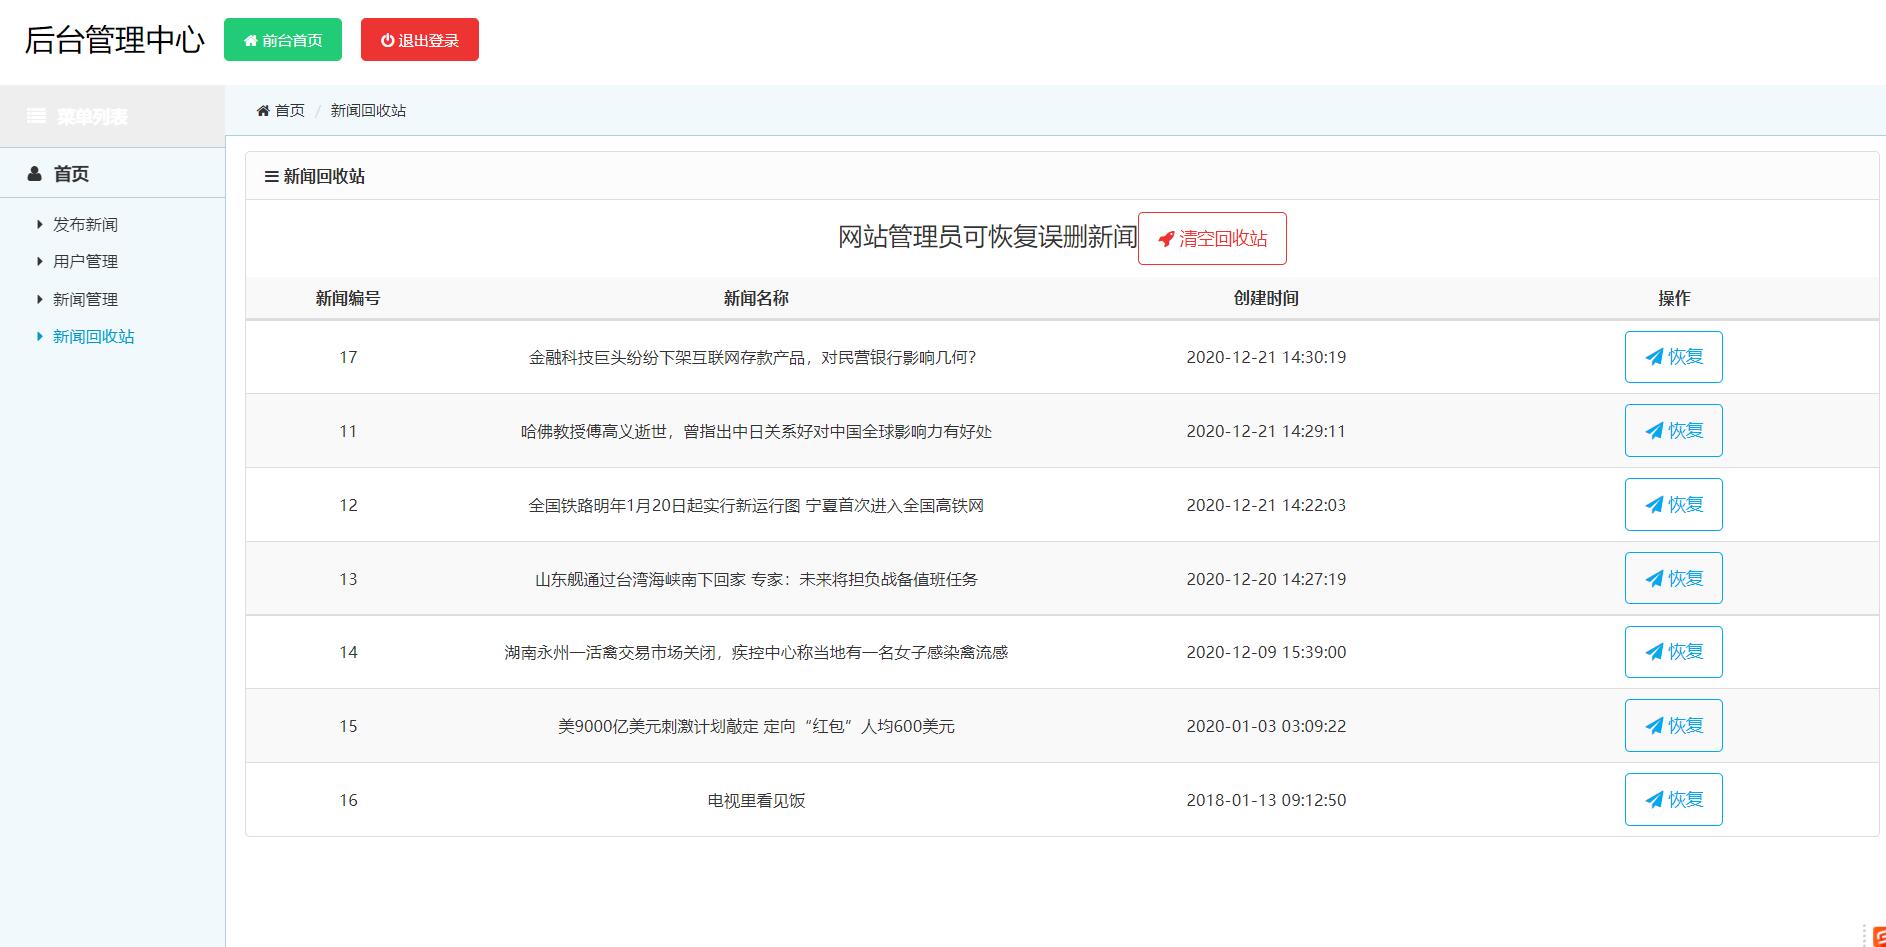 后台管理中心 前台首页 退出登录
菜单列表
首页 / 新闻回收站
首页
发布新闻
用户管理
新闻管理
新闻回收站
新闻回收站
网站管理员可恢复误删新闻 清空回收站
新闻编号 新闻名称 创建时间 操作
17 金融科技巨头纷纷下架互联网存款产品，对民营银行影响几何？ 2020-12-21 14:30:19 恢复
11 哈佛教授傅高义逝世，曾指出中日关系好对中国全球影响力有好处 2020-12-21 14:29:11 恢复
12 全国铁路明年1月20日起实行新运行图 宁夏首次进入全国高铁网 2020-12-21 14:22:03 恢复
13 山东舰通过台湾海峡南下回家 专家：未来将担负战备值班任务 2020-12-20 14:27:19 恢复
14 湖南永州一活禽交易市场关闭，疾控中心称当地有一名女子感染禽流感 2020-12-09 15:39:00 恢复
15 美9000亿美元刺激计划敲定 定向“红包”人均600美元 2020-01-03 03:09:22 恢复
16 电视里看见饭 2018-01-13 09:12:50 恢复